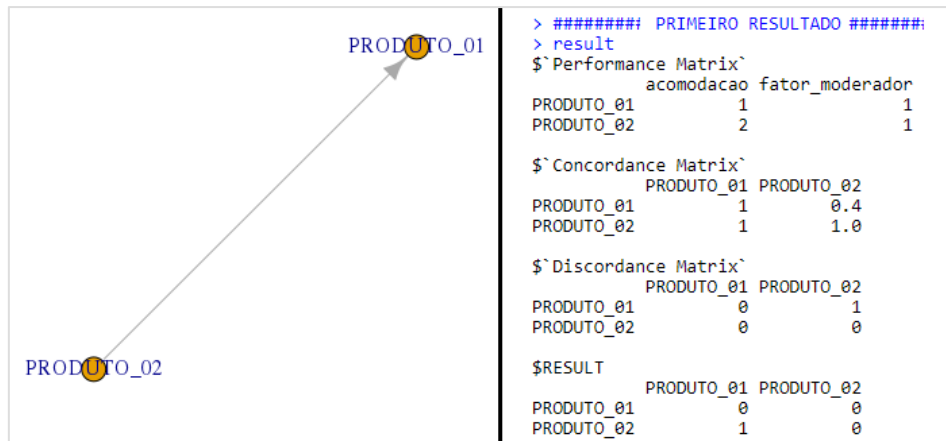 PRODUTO_01
PRODUTO_02
> ######### PRIMEIRO RESULTADO ########
> result
$`Performance Matrix`
acomodacao fator_moderador
PRODUTO_01 1 1
PRODUTO_02 2 1
$`Concordance Matrix`
PRODUTO_01 PRODUTO_02
PRODUTO_01 1 0.4
PRODUTO_02 1 1.0
$`Discordance Matrix`
PRODUTO_01 PRODUTO_02
PRODUTO_01 0 1
PRODUTO_02 0 0
$RESULT
PRODUTO_01 PRODUTO_02
PRODUTO_01 0 0
PRODUTO_02 1 0